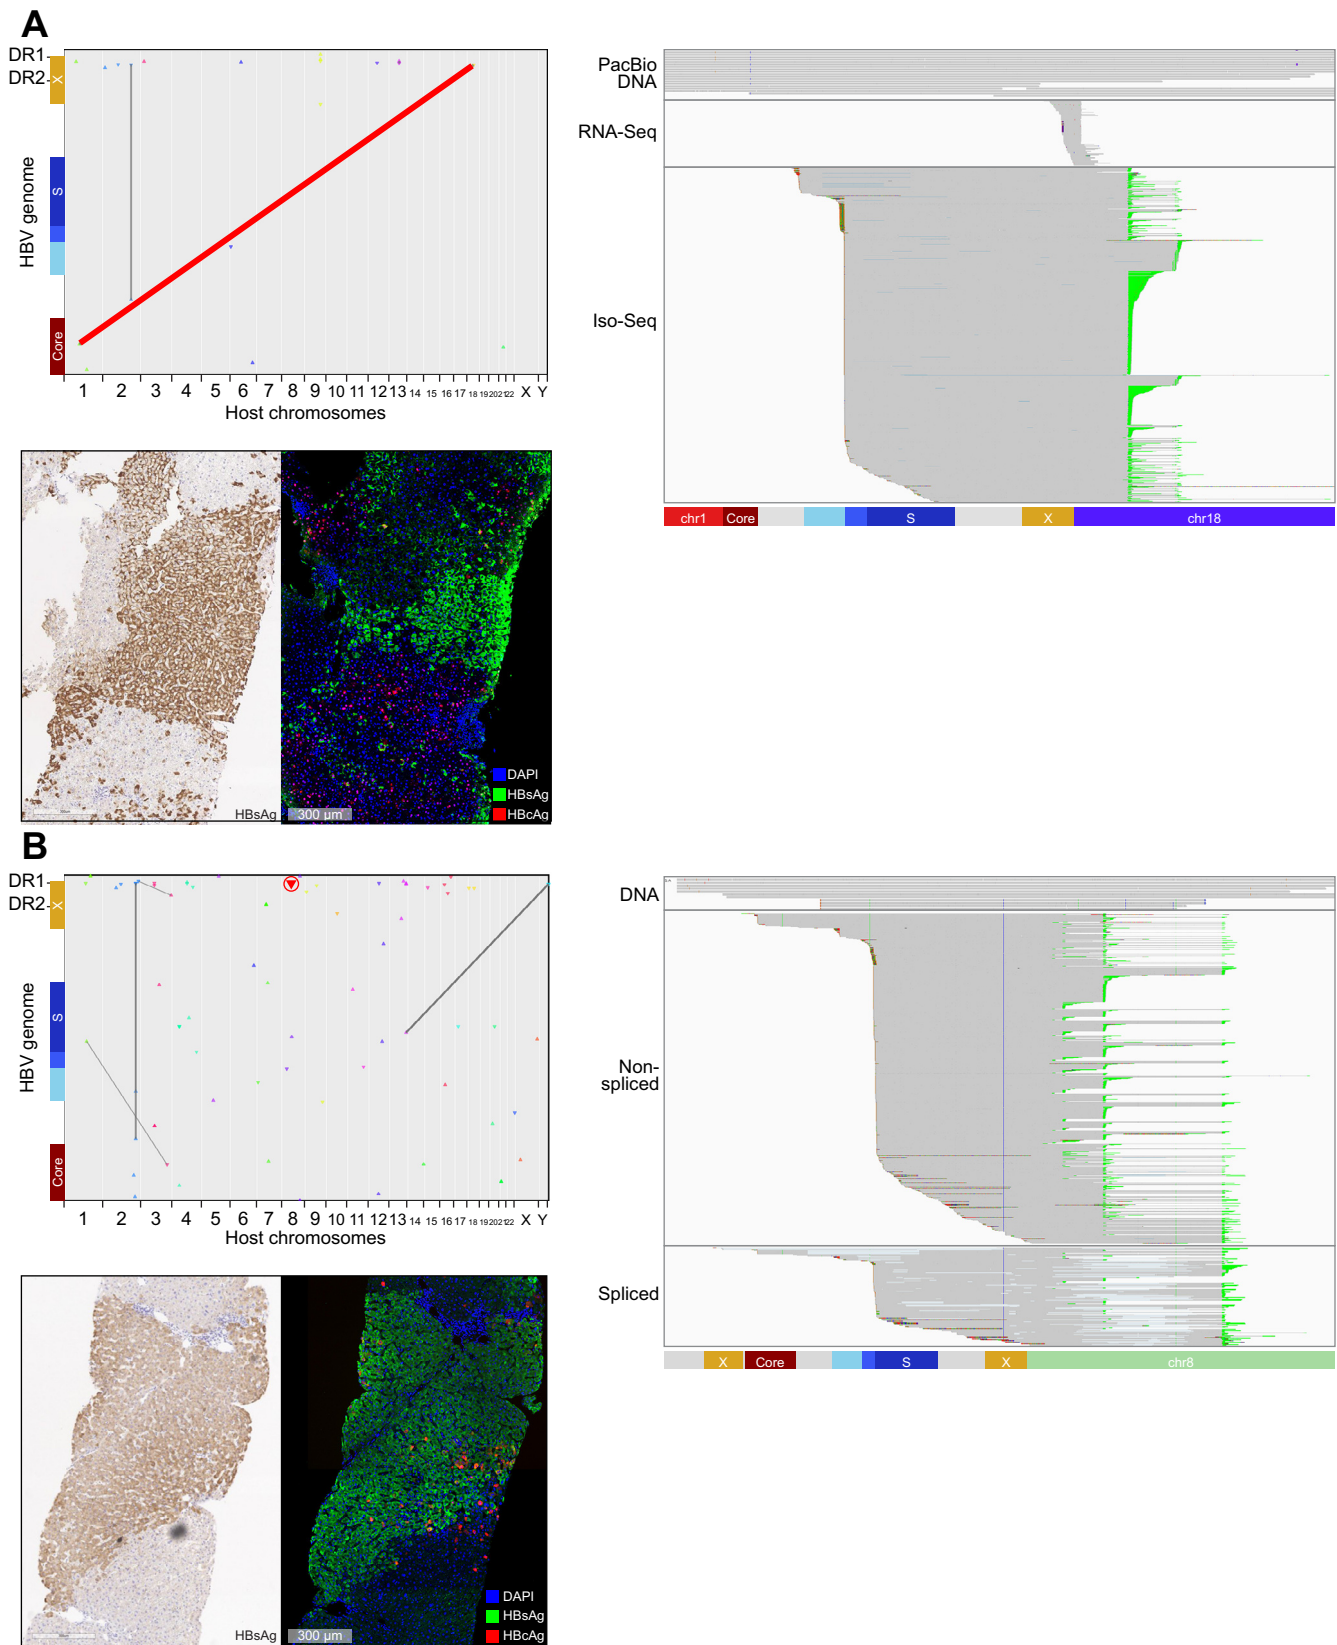 A
DR1
DR2
X
S
Core
HBV genome
1 2 3 4 5 6 7 8 9 10 11 12 13 14 15 16 17 18 19 20 21 22 X Y
Host chromosomes
PacBio
DNA
RNA-Seq
Iso-Seq
chr1 Core S X chr18
HBsAg
300 µm
DAPI
HBsAg
HBcAg
B
DR1
DR2
X
S
Core
HBV genome
1 2 3 4 5 6 7 8 9 10 11 12 13 14 15 16 17 18 19 20 21 22 X Y
Host chromosomes
DNA
Non-
spliced
Spliced
X Core S X chr8
HBsAg
300 µm
DAPI
HBsAg
HBcAg